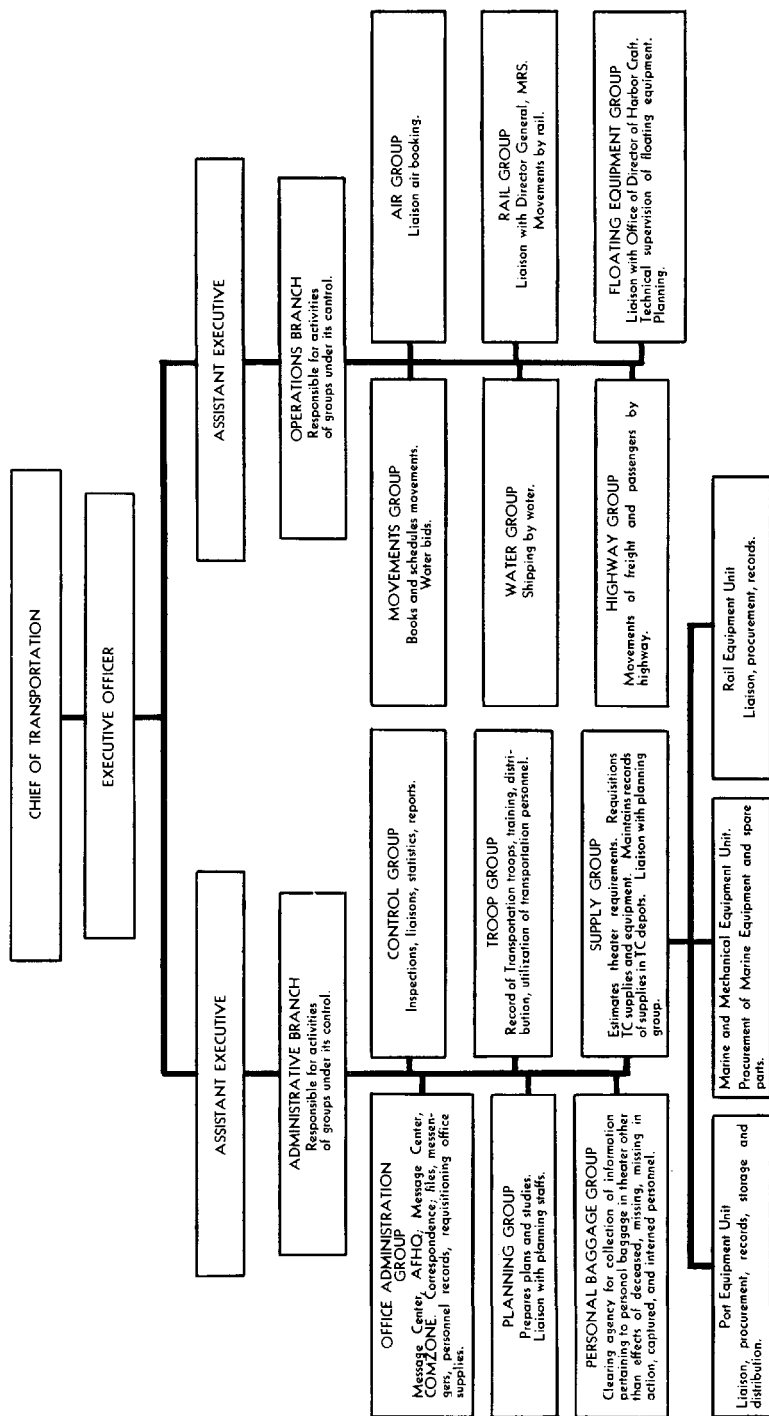 CHIEF OF TRANSPORTATION
EXECUTIVE OFFICER
ASSISTANT EXECUTIVE
ADMINISTRATIVE BRANCH
Responsible for activities
of groups under its control.
OFFICE ADMINISTRATION
GROUP
Message Center, AFHQ; Message Center,
COMZONE. Correspondence; files, messen-
gers, personnel records, requisitioning office
supplies.
CONTROL GROUP
Inspections, liaisons, statistics, reports.
PLANNING GROUP
Prepares plans and studies.
Liaison with planning staffs.
TROOP GROUP
Record of Transportation troops, training, distri-
bution, utilization of transportation personnel.
PERSONAL BAGGAGE GROUP
Clearing agency for collection of information
pertaining to personal baggage in theater other
than effects of deceased, missing, missing in
action, captured, and interned personnel.
SUPPLY GROUP
Estimates theater requirements. Requisitions
TC supplies and equipment. Maintains records
of supplies in TC depots. Liaison with planning
group.
Port Equipment Unit
Liaison, procurement, records, storage and
distribution.
Marine and Mechanical Equipment Unit.
Procurement of Marine Equipment and spare
parts.
Rail Equipment Unit
Liaison, procurement, records.
ASSISTANT EXECUTIVE
OPERATIONS BRANCH
Responsible for activities
of groups under its control.
MOVEMENTS GROUP
Books and schedules movements.
Water bids.
AIR GROUP
Liaison air booking.
WATER GROUP
Shipping by water.
RAIL GROUP
Liaison with Director General, MRS.
Movements by rail.
HIGHWAY GROUP
Movements of freight and passengers by
highway.
FLOATING EQUIPMENT GROUP
Liaison with Office of Director of Harbor Craft.
Technical supervision of floating equipment.
Planning.